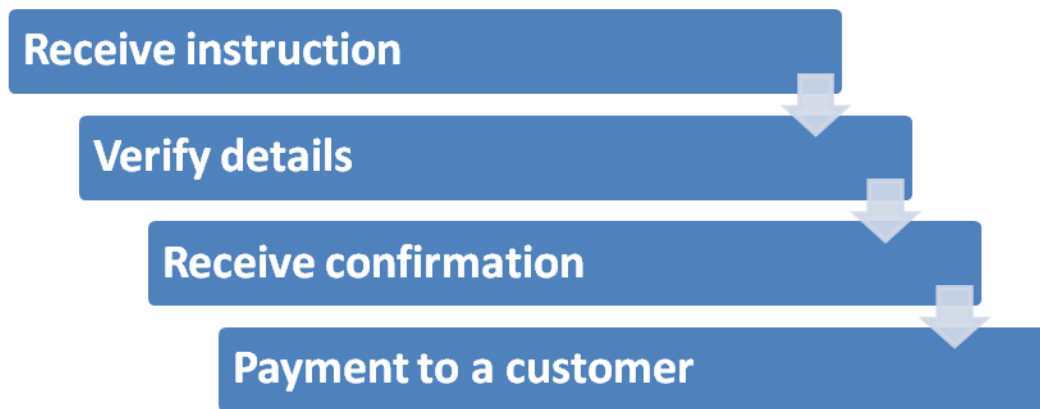 Receive instruction
Verify details
Receive confirmation
Payment to a customer